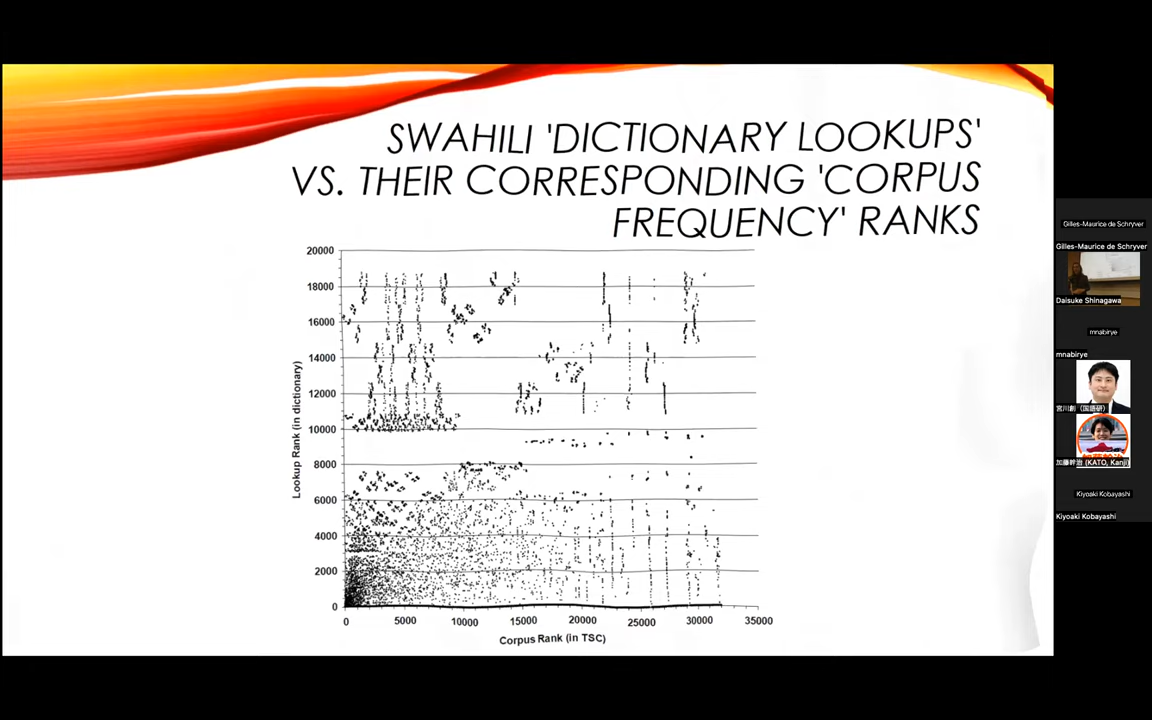 SWAHILI 'DICTIONARY LOOKUPS'
VS. THEIR CORRESPONDING 'CORPUS
FREQUENCY' RANKS
Lookup Rank (in dictionary)
20000
18000
16000
14000
12000
10000
8000
6000
4000
2000
0
0
5000
10000
15000
20000
25000
30000
35000
Corpus Rank (in TSC)
Gilles-Maurice de Schryver
Gilles-Maurice de Schryver
Daisuke Shinagawa
mnabirye
mnabirye
宮川創（国語研）
加藤幹治 (KATO, Kanji)
Kiyoaki Kobayashi
Kiyoaki Kobayashi